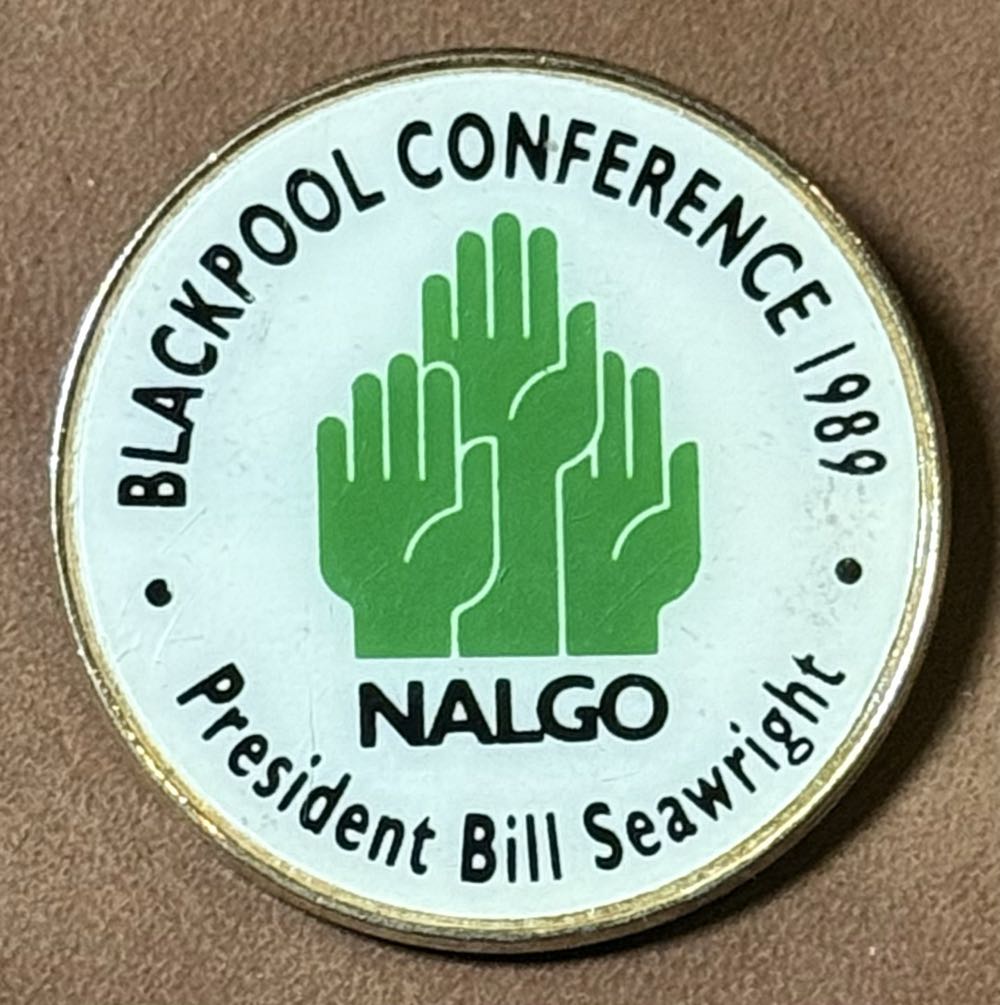 BLACKPOOL CONFERENCE 1989
NALGO
• President Bill Seawright •